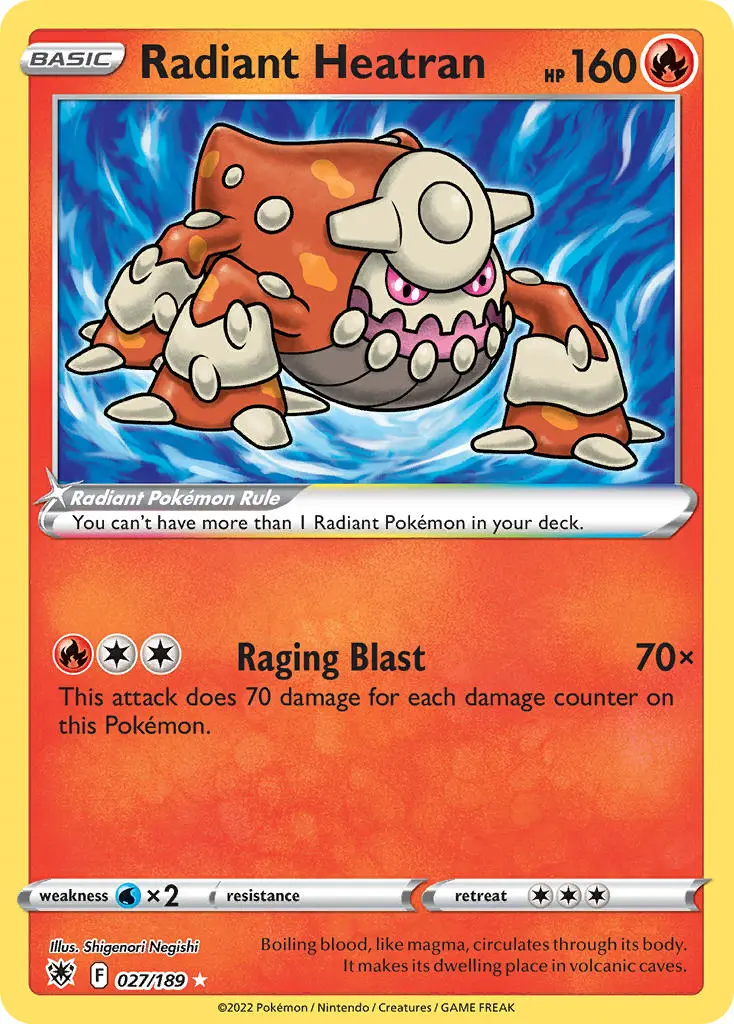 BASIC
Radiant Heatran
HP 160
Radiant Pokémon Rule
You can't have more than 1 Radiant Pokémon in your deck.
Raging Blast 70×
This attack does 70 damage for each damage counter on
this Pokémon.
weakness ×2 resistance retreat
Illus. Shigenori Negishi
Boiling blood, like magma, circulates through its body.
It makes its dwelling place in volcanic caves.
F 027/189
©2022 Pokémon / Nintendo / Creatures / GAME FREAK